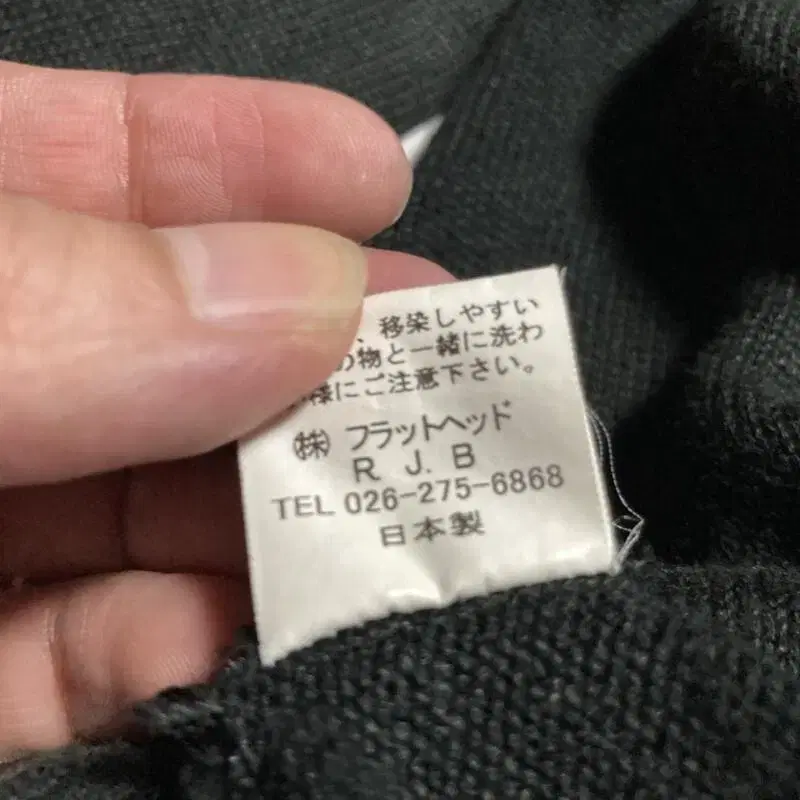 、移染しやすい
の物と一緒に洗わ
様にご注意下さい。
㈱ フラットヘッド
R J. B
TEL 026-275-6868
日本製